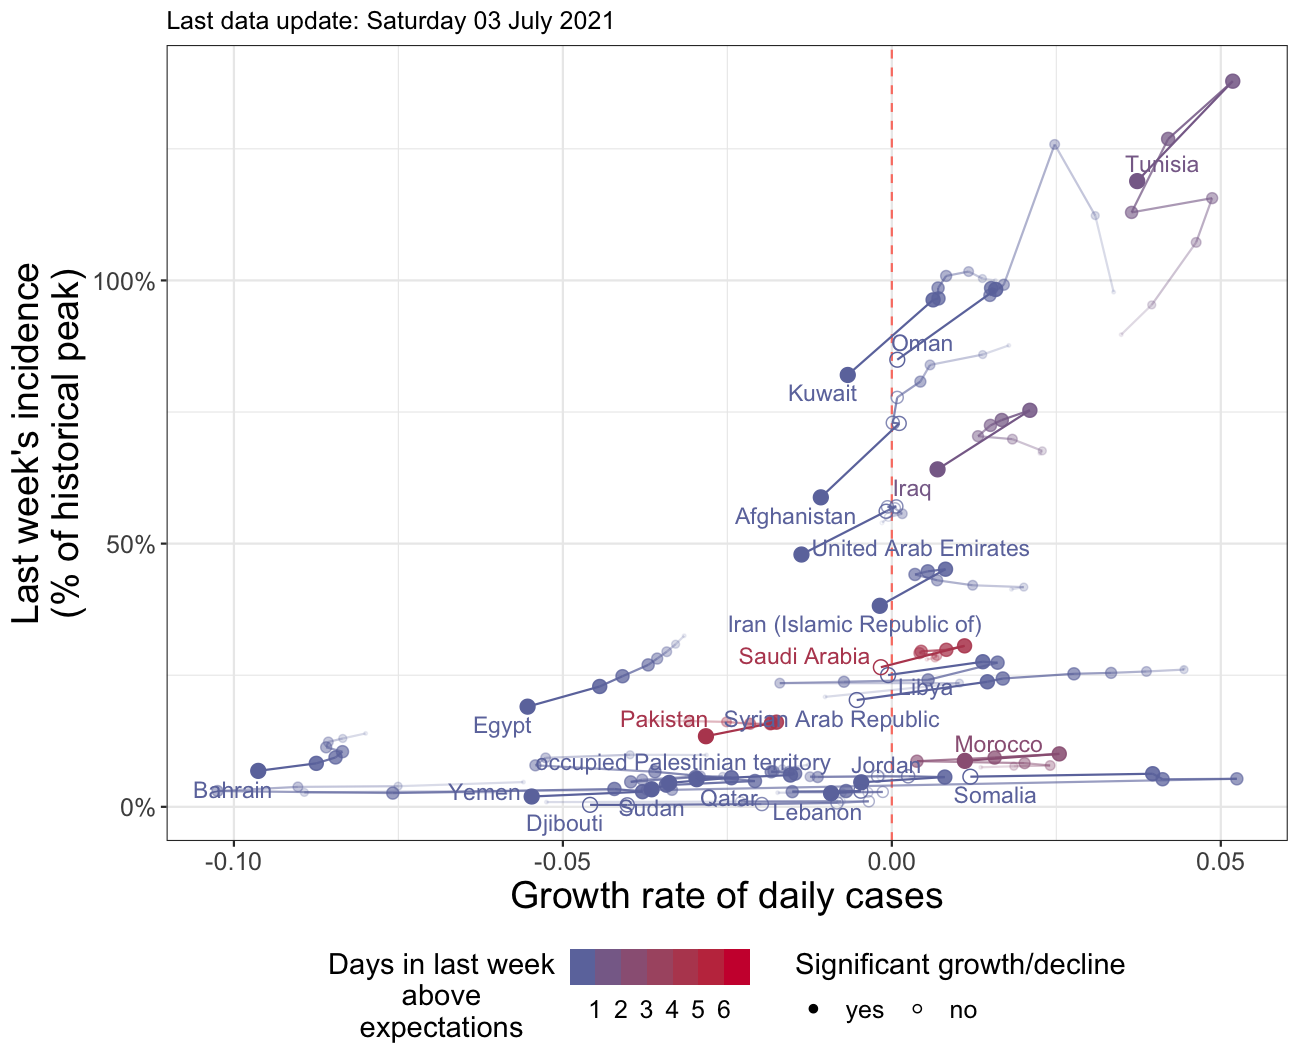 Last data update: Saturday 03 July 2021
Last week's incidence
(% of historical peak)
100%
50%
0%
Tunisia
Oman
Kuwait
Iraq
Afghanistan
United Arab Emirates
Iran (Islamic Republic of)
Saudi Arabia
Libya
Egypt
Pakistan
Syrian Arab Republic
Morocco
occupied Palestinian territory
Jordan
Bahrain
Yemen
Qatar
Somalia
Sudan
Lebanon
Djibouti
-0.10
-0.05
0.00
0.05
Growth rate of daily cases
Days in last week
above
expectations
1 2 3 4 5 6
Significant growth/decline
yes
no